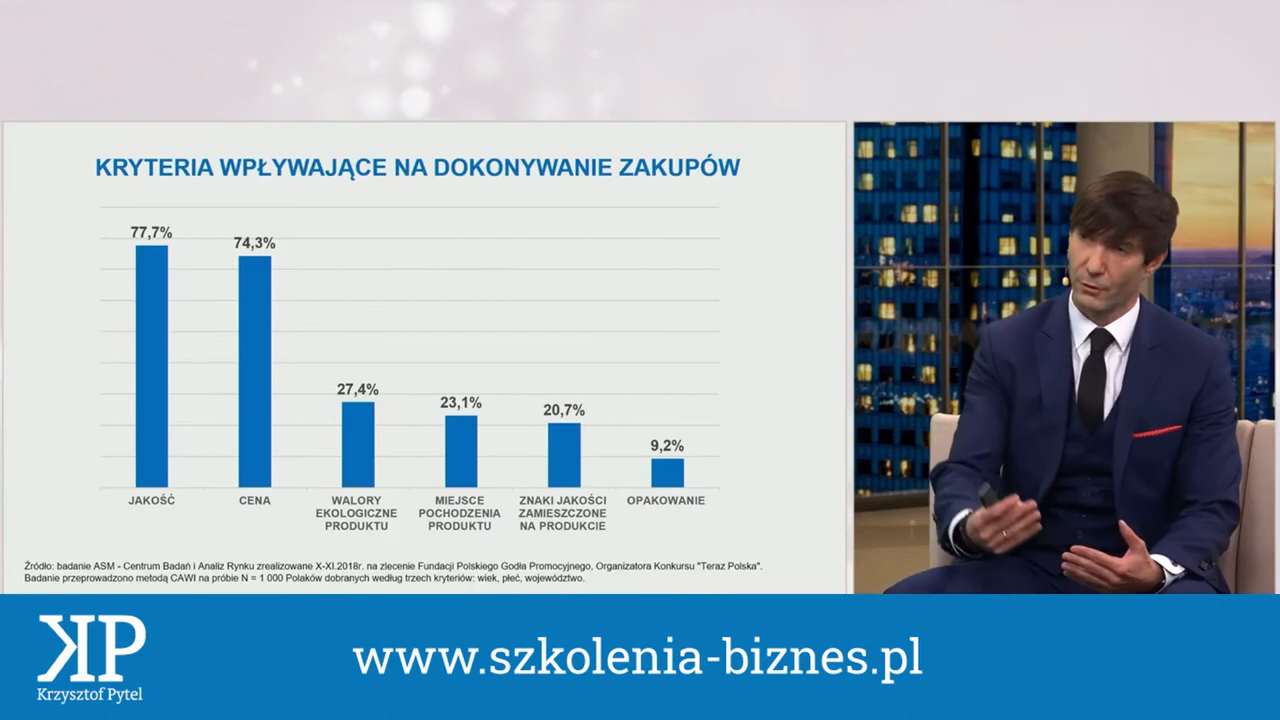 KRYTERIA WPŁYWAJĄCE NA DOKONYWANIE ZAKUPÓW
77,7%
74,3%
27,4%
23,1%
20,7%
9,2%
JAKOŚĆ
CENA
WALORY
EKOLOGICZNE
PRODUKTU
MIEJSCE
POCHODZENIA
PRODUKTU
ZNAKI JAKOŚCI
ZAMIESZCZONE
NA PRODUKCIE
OPAKOWANIE
Źródło: badanie ASM - Centrum Badań i Analiz Rynku zrealizowane X-XI.2018r. na zlecenie Fundacji Polskiego Godła Promocyjnego, Organizatora Konkursu "Teraz Polska".
Badanie przeprowadzono metodą CAWI na próbie N = 1 000 Polaków dobranych według trzech kryteriów: wiek, płeć, województwo.
KP
Krzysztof Pytel
www.szkolenia-biznes.pl